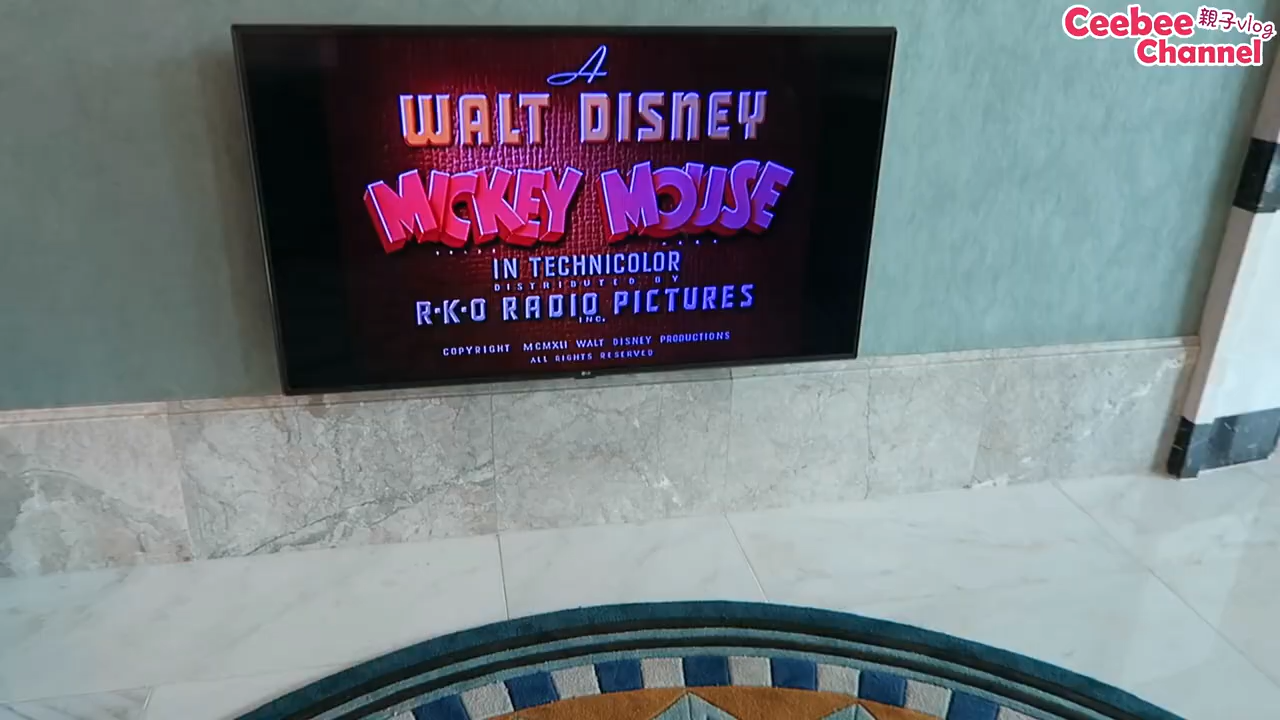 Ceebee 親子vlog
Channel
A
WALT DISNEY
MICKEY MOUSE
IN TECHNICOLOR
DISTRIBUTED BY
R·K·O RADIO PICTURES
INC.
COPYRIGHT MCMXLI WALT DISNEY PRODUCTIONS
ALL RIGHTS RESERVED
LG